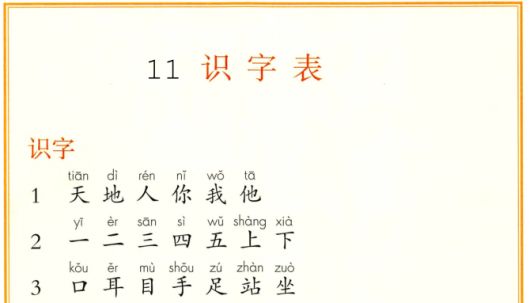 11 识字表
识字
tiān dì rén nǐ wǒ tā
1 天 地 人 你 我 他
yī èr sān sì wǔ shàng xià
2 一 二 三 四 五 上 下
kǒu ěr mù shǒu zú zhàn zuò
3 口 耳 目 手 足 站 坐